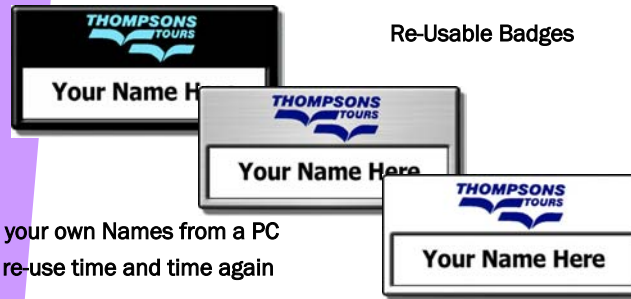 THOMPSONS
TOURS
Your Name H
Re-Usable Badges
THOMPSONS
TOURS
Your Name Here
THOMPSONS
TOURS
Your Name Here
your own Names from a PC
re-use time and time again